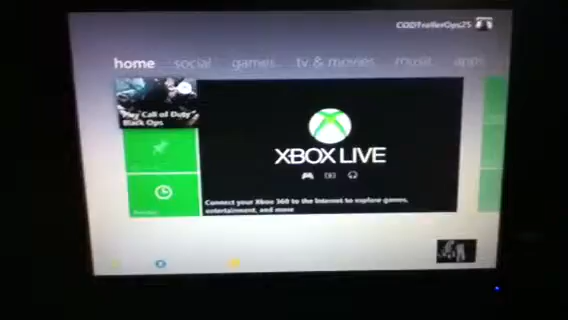 CODTrollerOps25
home social games tv & movies music apps
Play Call of Duty
Black Ops
XBOX LIVE
Connect your Xbox 360 to the Internet to explore games,
entertainment, and more